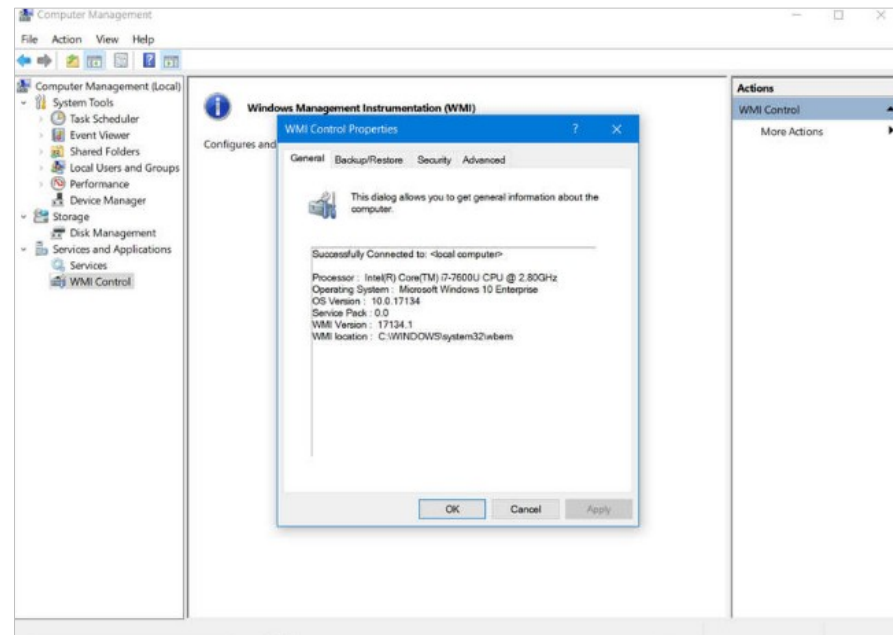 Computer Management
File Action View Help
Computer Management (Local)
System Tools
Task Scheduler
Event Viewer
Shared Folders
Local Users and Groups
Performance
Device Manager
Storage
Disk Management
Services and Applications
Services
WMI Control
Windows Management Instrumentation (WMI)
Configures and
WMI Control Properties
General Backup/Restore Security Advanced
This dialog allows you to get general information about the
computer.
Successfully Connected to: <local computer>
Processor : Intel(R) Core(TM) i7-7600U CPU @ 2.80GHz
Operating System : Microsoft Windows 10 Enterprise
OS Version : 10.0.17134
Service Pack : 0.0
WMI Version : 17134.1
WMI location : C:\WINDOWS\system32\wbem
OK Cancel Apply
Actions
WMI Control
More Actions